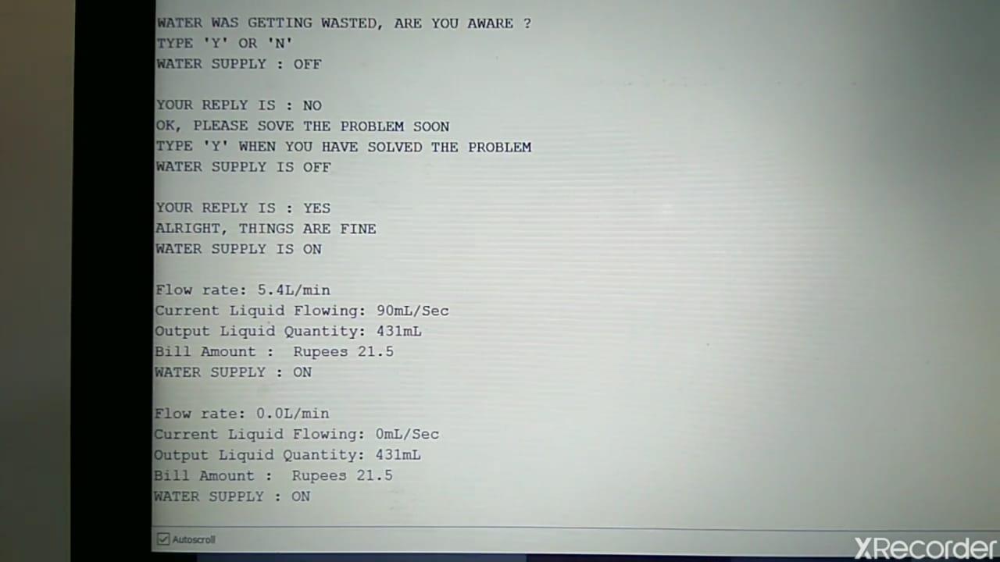 WATER WAS GETTING WASTED, ARE YOU AWARE ?
TYPE 'Y' OR 'N'
WATER SUPPLY : OFF
YOUR REPLY IS : NO
OK, PLEASE SOVE THE PROBLEM SOON
TYPE 'Y' WHEN YOU HAVE SOLVED THE PROBLEM
WATER SUPPLY IS OFF
YOUR REPLY IS : YES
ALRIGHT, THINGS ARE FINE
WATER SUPPLY IS ON
Flow rate: 5.4L/min
Current Liquid Flowing: 90mL/Sec
Output Liquid Quantity: 431mL
Bill Amount :  Rupees 21.5
WATER SUPPLY : ON
Flow rate: 0.0L/min
Current Liquid Flowing: 0mL/Sec
Output Liquid Quantity: 431mL
Bill Amount :  Rupees 21.5
WATER SUPPLY : ON
Autoscroll
XRecorder